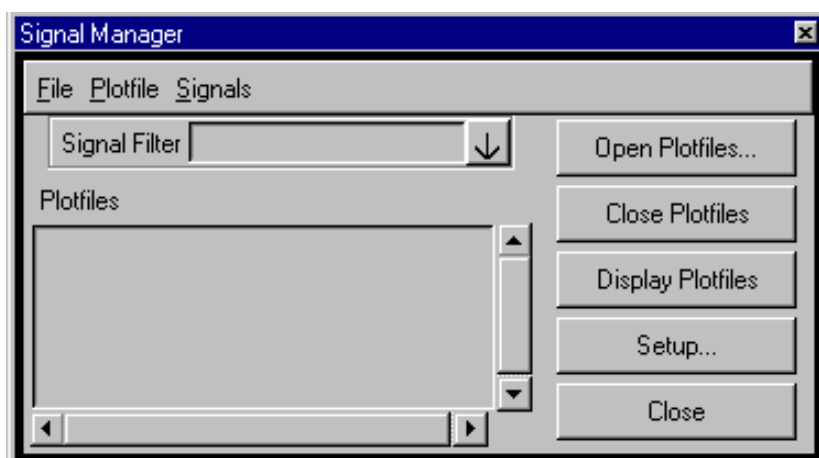 Signal Manager
File Plotfile Signals
Signal Filter
Open Plotfiles...
Plotfiles
Close Plotfiles
Display Plotfiles
Setup...
Close